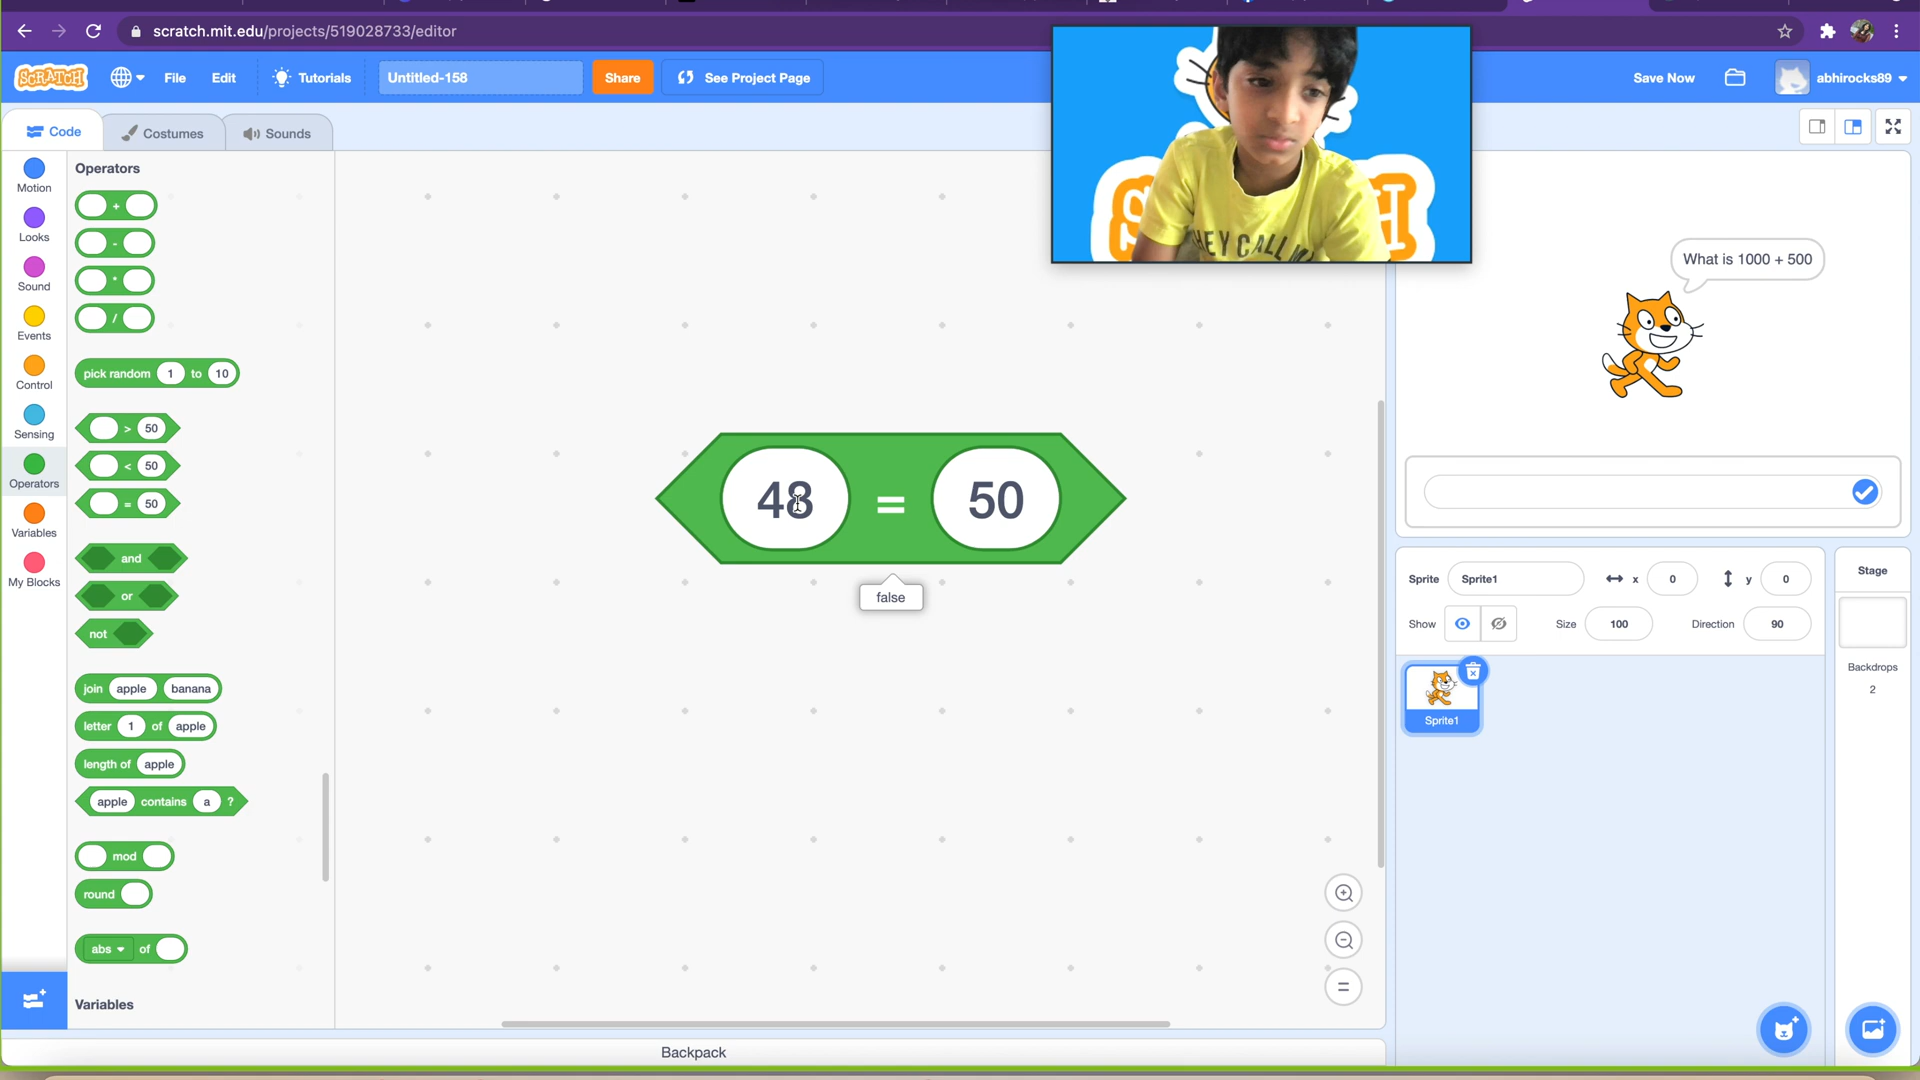 scratch.mit.edu/projects/519028733/editor
SCRATCH
File
Edit
Tutorials
Untitled-158
Share
See Project Page
Save Now
abhirocks89
Code
Costumes
Sounds
Motion
Looks
Sound
Events
Control
Sensing
Operators
Variables
My Blocks
Operators
+
-
*
/
pick random 1 to 10
> 50
< 50
= 50
and
or
not
join apple banana
letter 1 of apple
length of apple
apple contains a ?
mod
round
abs of
Variables
48 = 50
false
HEY CALL M
What is 1000 + 500
Sprite
Sprite1
x
0
y
0
Show
Size
100
Direction
90
Sprite1
Stage
Backdrops
2
Backpack